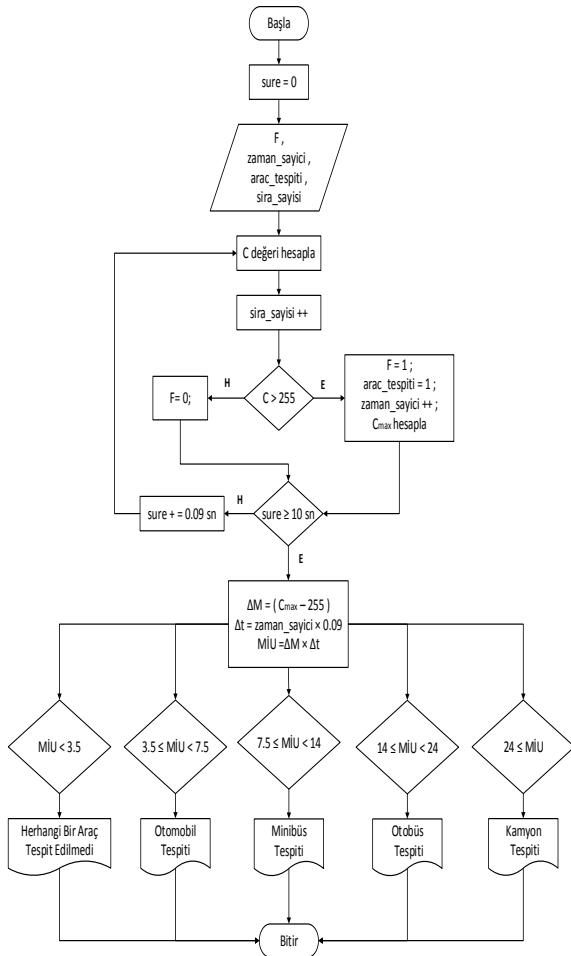 Başla
sure = 0
F ,
zaman_sayici ,
arac_tespiti ,
sira_sayisi
C değeri hesapla
sira_sayisi ++
H
C > 255
E
F= 0;
F = 1 ;
arac_tespiti = 1 ;
zaman_sayici ++ ;
Cmax hesapla
sure + = 0.09 sn
H
sure ≥ 10 sn
E
ΔM = ( Cmax – 255 )
Δt = zaman_sayici × 0.09
MİU =ΔM × Δt
MİU < 3.5
3.5 ≤ MİU < 7.5
7.5 ≤ MİU < 14
14 ≤ MİU < 24
24 ≤ MİU
Herhangi Bir Araç
Tespit Edilmedi
Otomobil
Tespiti
Minibüs
Tespiti
Otobüs
Tespiti
Kamyon
Tespiti
Bitir